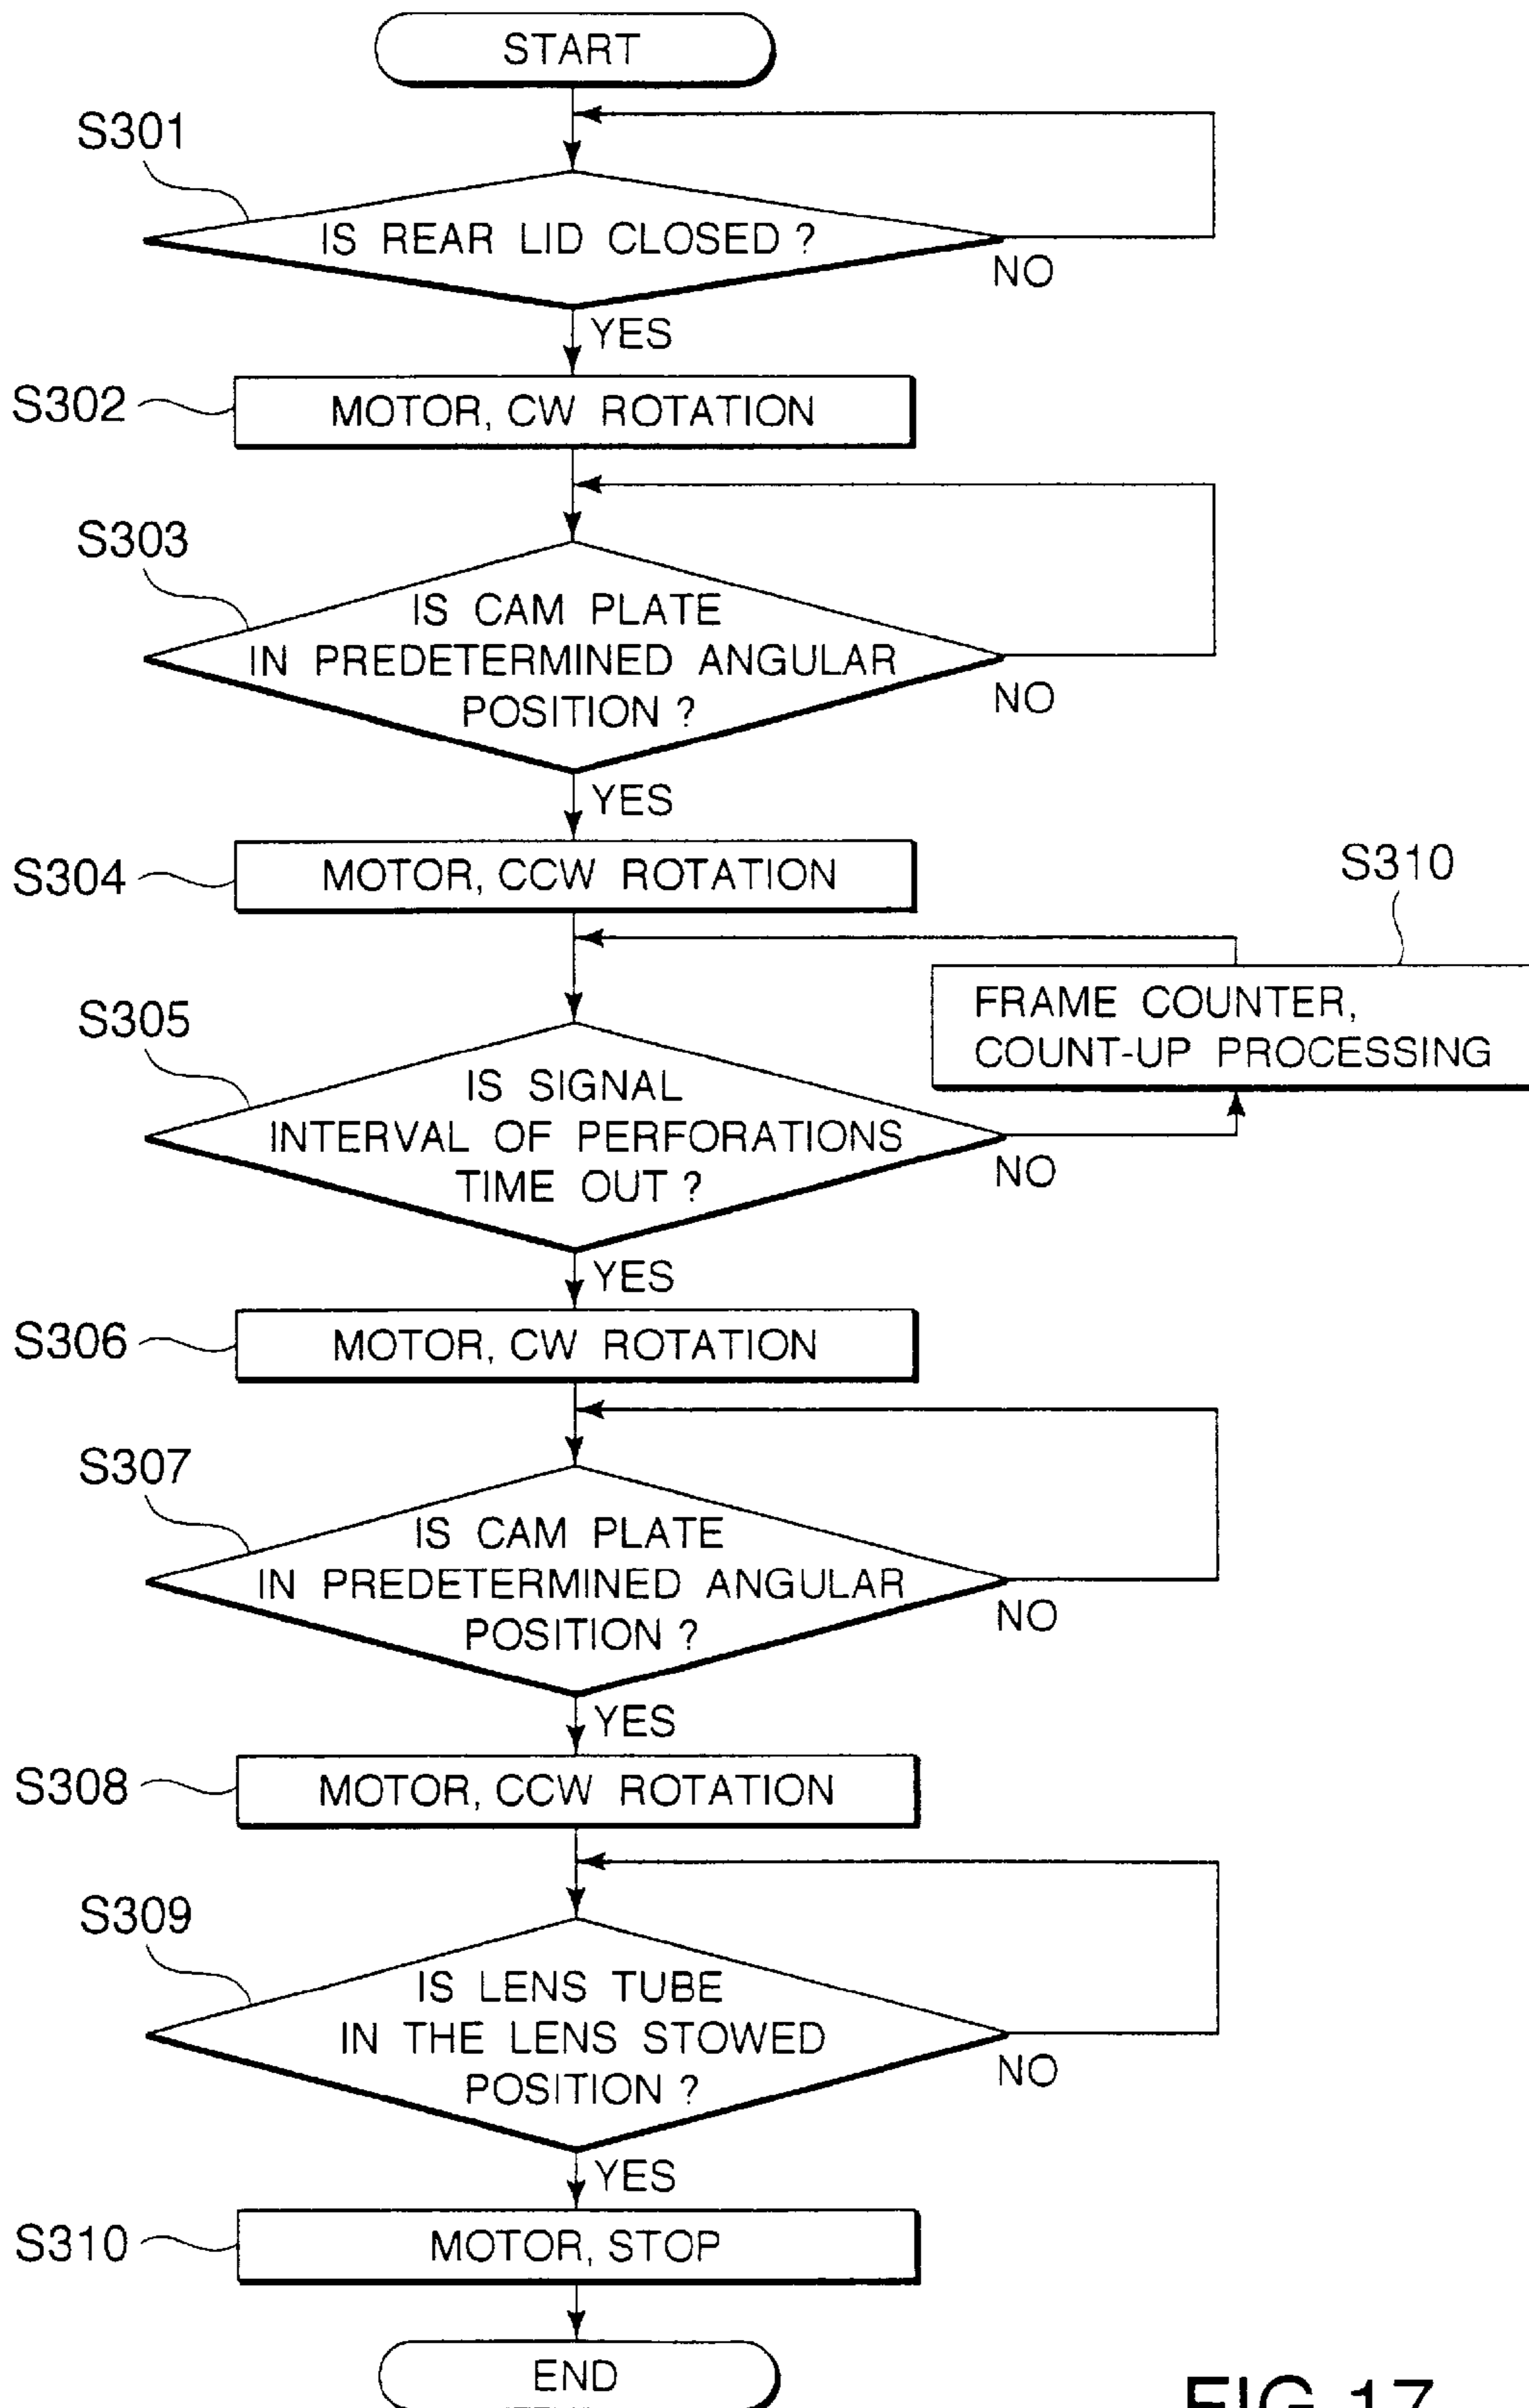 START
S301
IS REAR LID CLOSED ?
NO
YES
S302
MOTOR, CW ROTATION
S303
IS CAM PLATE
IN PREDETERMINED ANGULAR
POSITION ?
NO
YES
S304
MOTOR, CCW ROTATION
S310
FRAME COUNTER,
COUNT-UP PROCESSING
S305
IS SIGNAL
INTERVAL OF PERFORATIONS
TIME OUT ?
NO
YES
S306
MOTOR, CW ROTATION
S307
IS CAM PLATE
IN PREDETERMINED ANGULAR
POSITION ?
NO
YES
S308
MOTOR, CCW ROTATION
S309
IS LENS TUBE
IN THE LENS STOWED
POSITION ?
NO
YES
S310
MOTOR, STOP
END
FIG.17